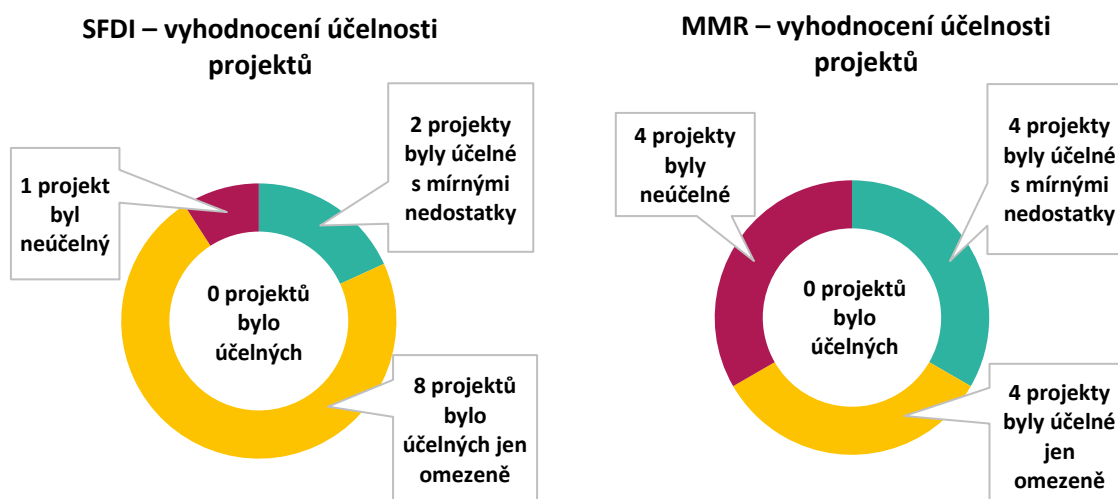 SFDI – vyhodnocení účelnosti
projektů
2 projekty
byly účelné
s mírnými
nedostatky
1 projekt
byl
neúčelný
0 projektů
bylo
účelných
8 projektů
bylo
účelných jen
omezeně
MMR – vyhodnocení účelnosti
projektů
4 projekty
byly
neúčelné
4 projekty
byly účelné
s mírnými
nedostatky
0 projektů
bylo
účelných
4 projekty
byly účelné
jen
omezeně